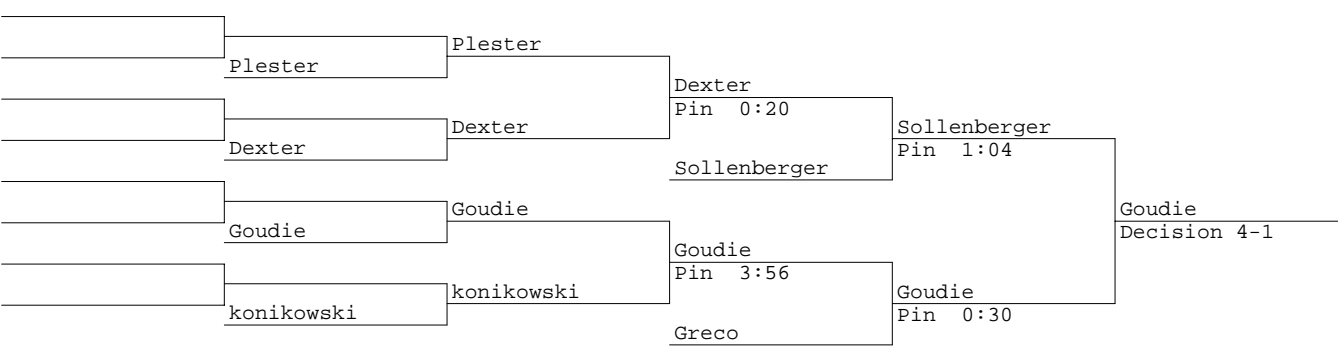 Plester
Plester
Dexter
Pin 0:20
Dexter
Dexter
Sollenberger
Pin 1:04
Sollenberger
Goudie
Goudie
Goudie
Decision 4-1
Goudie
Pin 3:56
konikowski
konikowski
Goudie
Pin 0:30
Greco